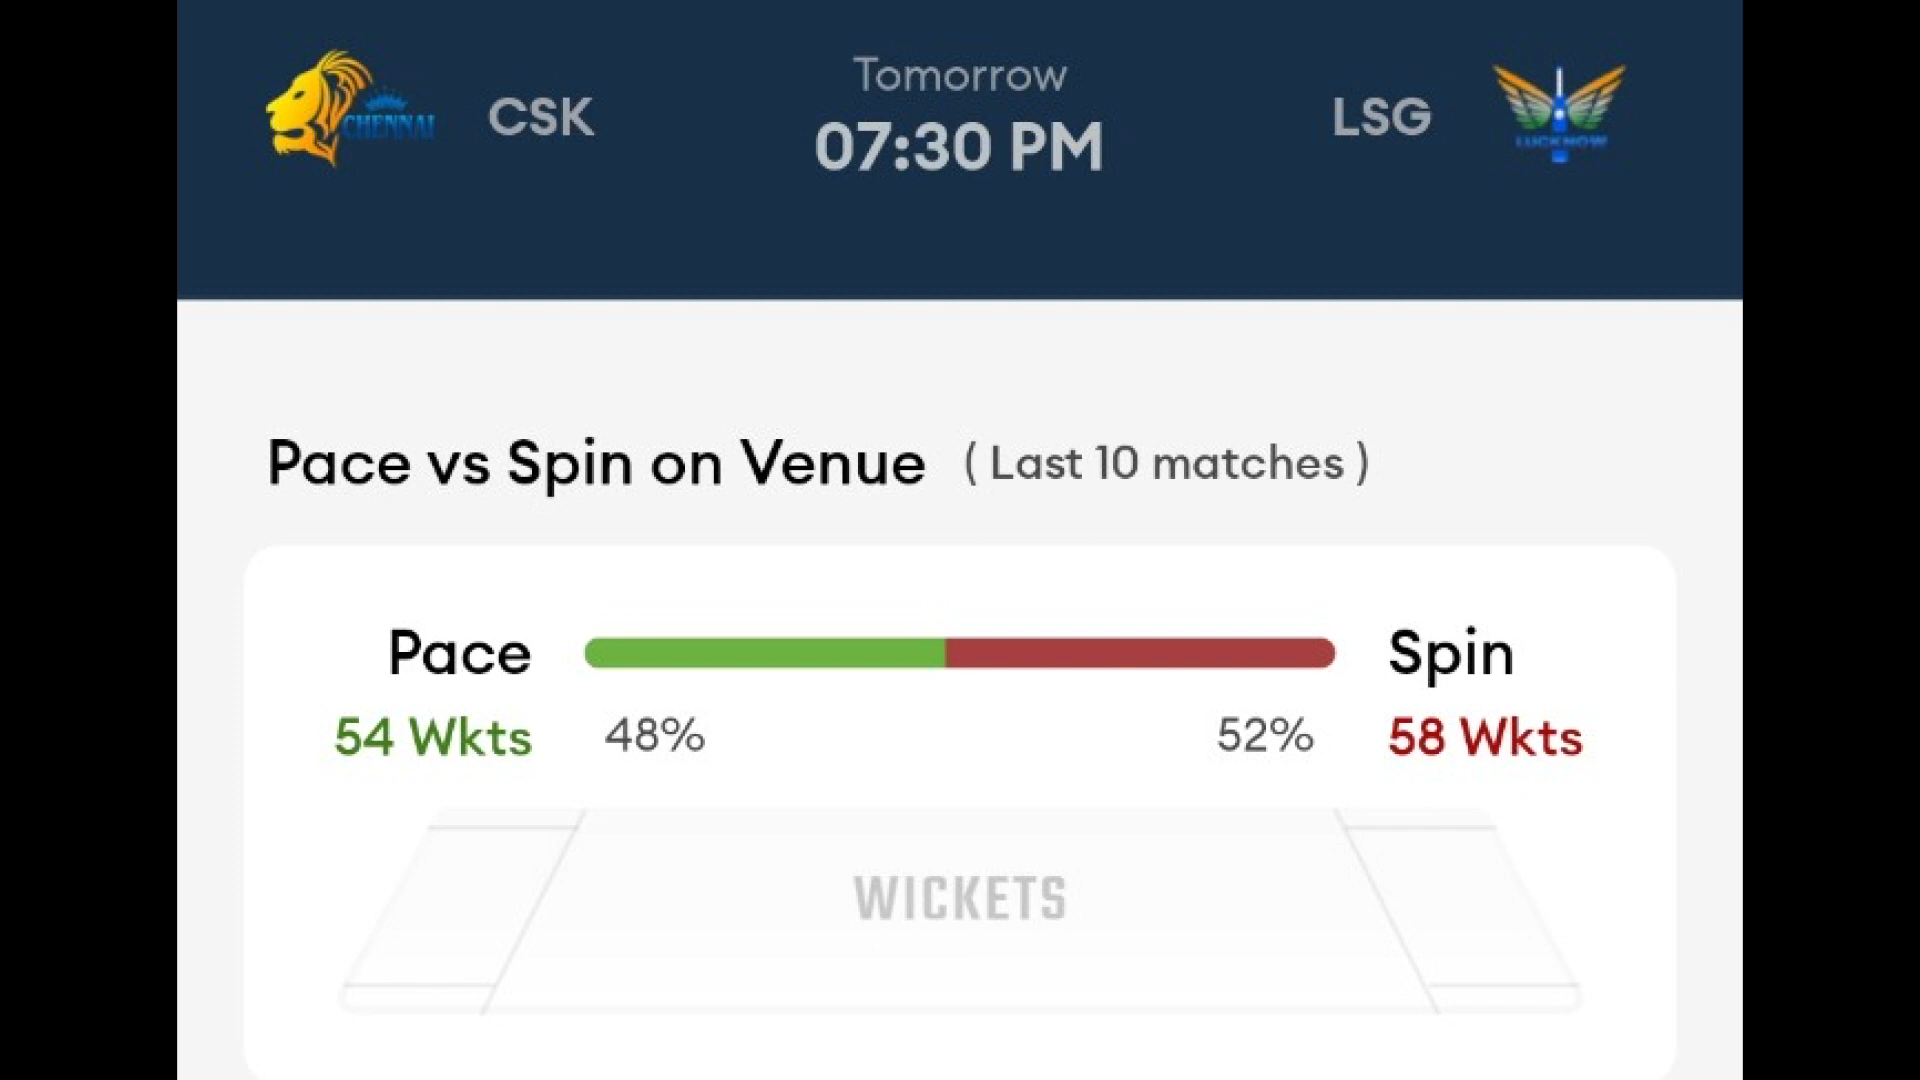 CHENNAI
CSK
Tomorrow
07:30 PM
LSG
LUCKNOW
Pace vs Spin on Venue ( Last 10 matches )
Pace
Spin
54 Wkts 48% 52% 58 Wkts
WICKETS